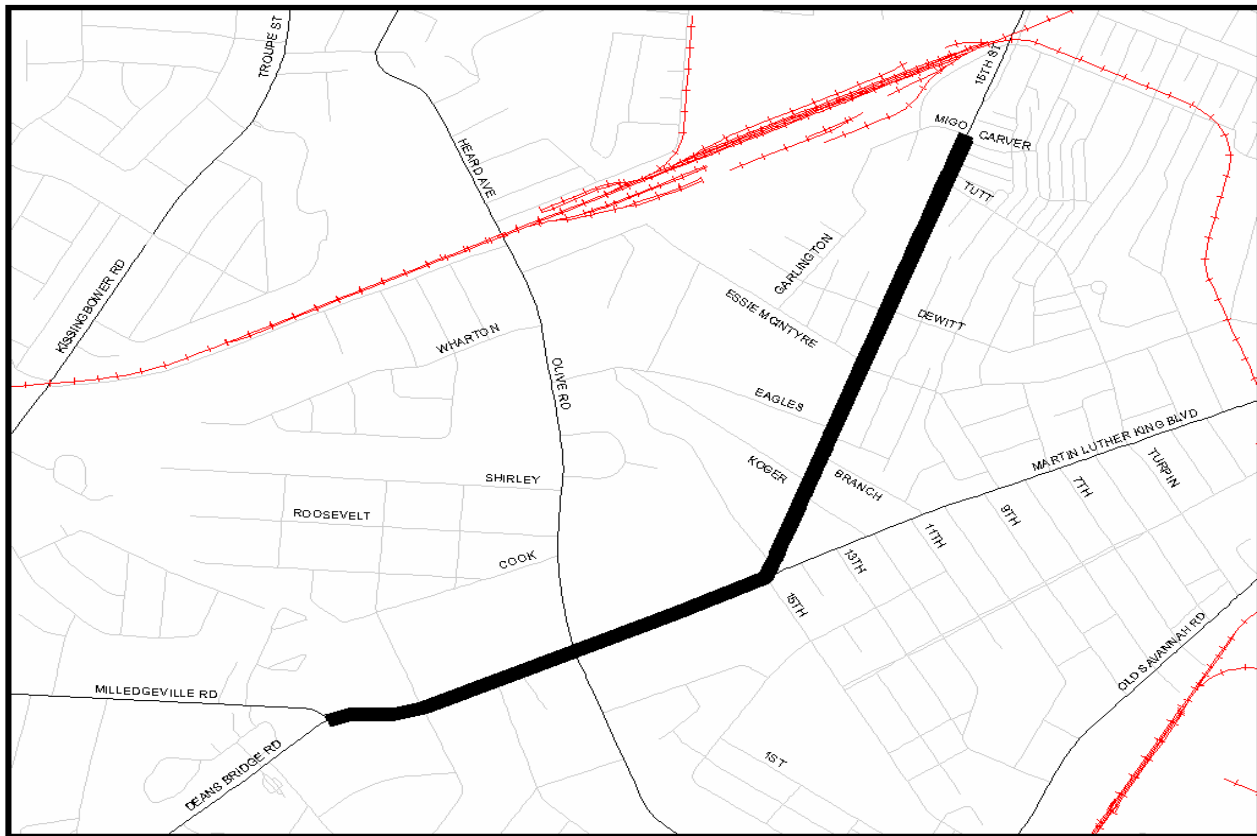 TROUPE ST
15TH ST
MIGO
CARVER
HEARD AVE
TUTT
GARLINGTON
KISSINGBOWER RD
ESSIE MCINTYRE
DEWITT
WHARTON
OLIVE RD
EAGLES
MARTIN LUTHER KING BLVD
TURPIN
KOGER
BRANCH
SHIRLEY
7TH
9TH
ROOSEVELT
11TH
COOK
13TH
15TH
OLD SAVANNAH RD
MILLEDGEVILLE RD
DEANS BRIDGE RD
1ST